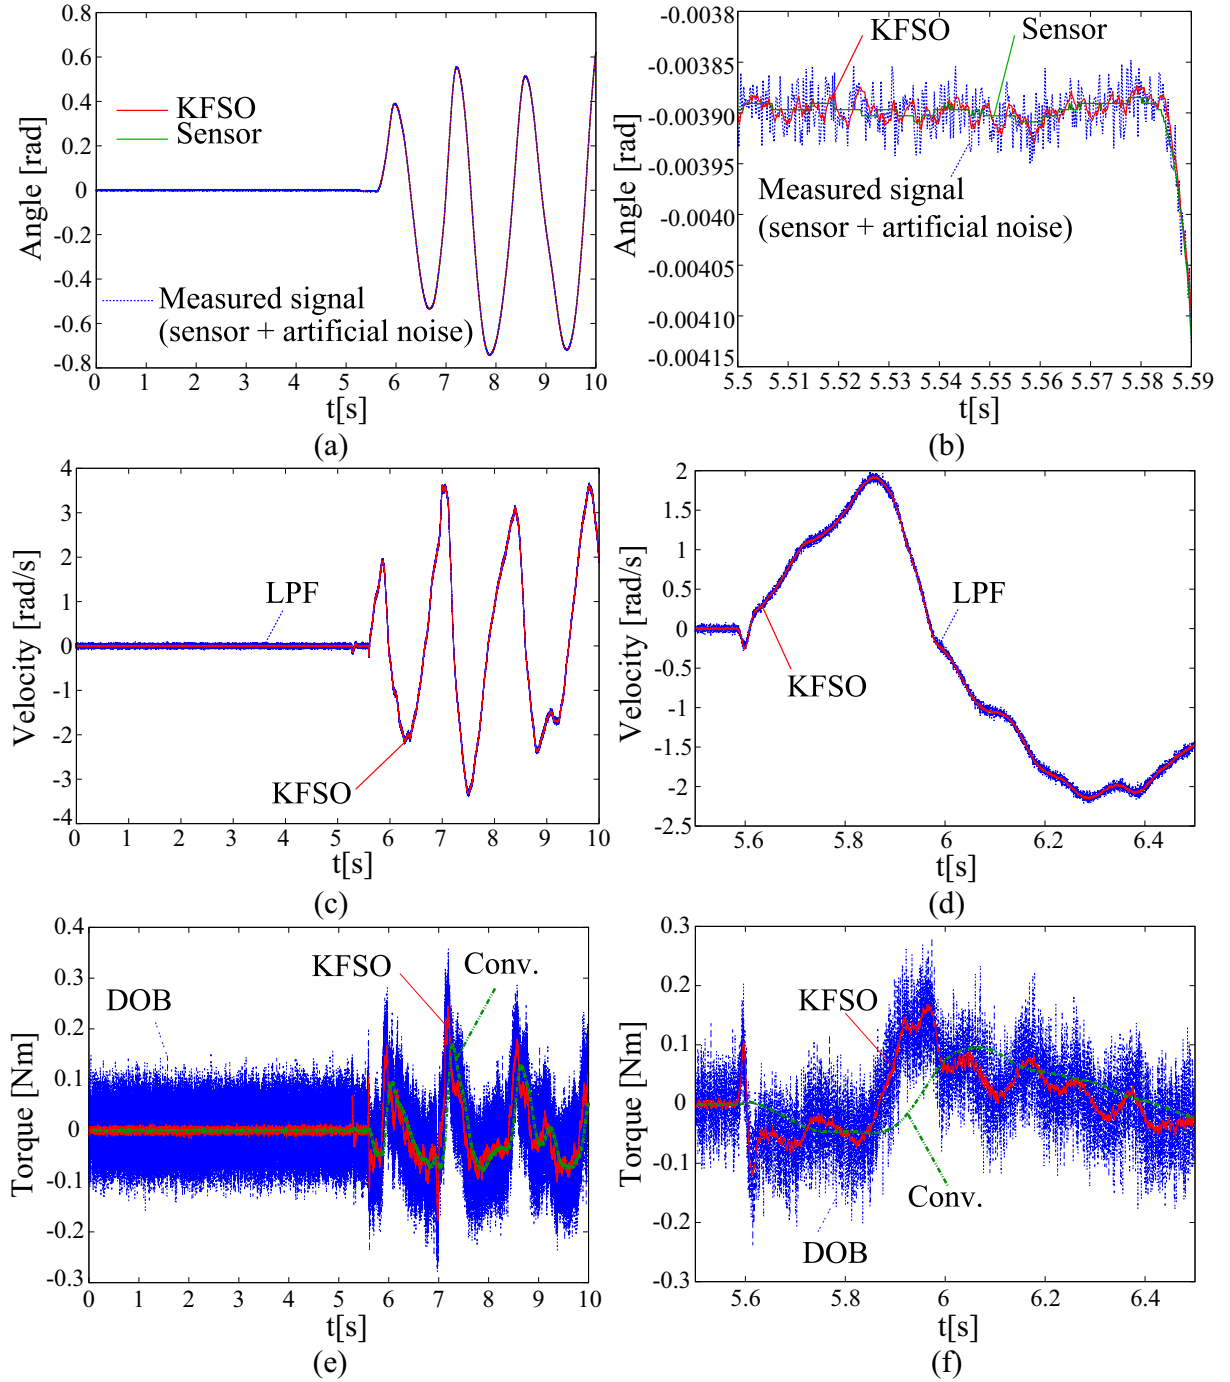 0.8
0.6
0.4
0.2
0
-0.2
-0.4
-0.6
-0.8
Angle [rad]
KFSO
Sensor
Measured signal
(sensor + artificial noise)
0 1 2 3 4 5 6 7 8 9 10
t[s]
(a)
-0.0038
-0.00385
-0.00390
-0.00395
-0.00400
-0.00405
-0.00410
-0.00415
Angle [rad]
KFSO
Sensor
Measured signal
(sensor + artificial noise)
5.5 5.51 5.52 5.53 5.54 5.55 5.56 5.57 5.58 5.59
t[s]
(b)
4
3
2
1
0
-1
-2
-3
-4
Velocity [rad/s]
LPF
KFSO
0 1 2 3 4 5 6 7 8 9 10
t[s]
(c)
2
1.5
1
0.5
0
-0.5
-1
-1.5
-2
-2.5
Velocity [rad/s]
LPF
KFSO
5.6 5.8 6 6.2 6.4
t[s]
(d)
0.4
0.3
0.2
0.1
0
-0.1
-0.2
-0.3
Torque [Nm]
DOB
KFSO
Conv.
0 1 2 3 4 5 6 7 8 9 10
t[s]
(e)
0.3
0.2
0.1
0
-0.1
-0.2
-0.3
Torque [Nm]
KFSO
Conv.
DOB
5.6 5.8 6 6.2 6.4
t[s]
(f)